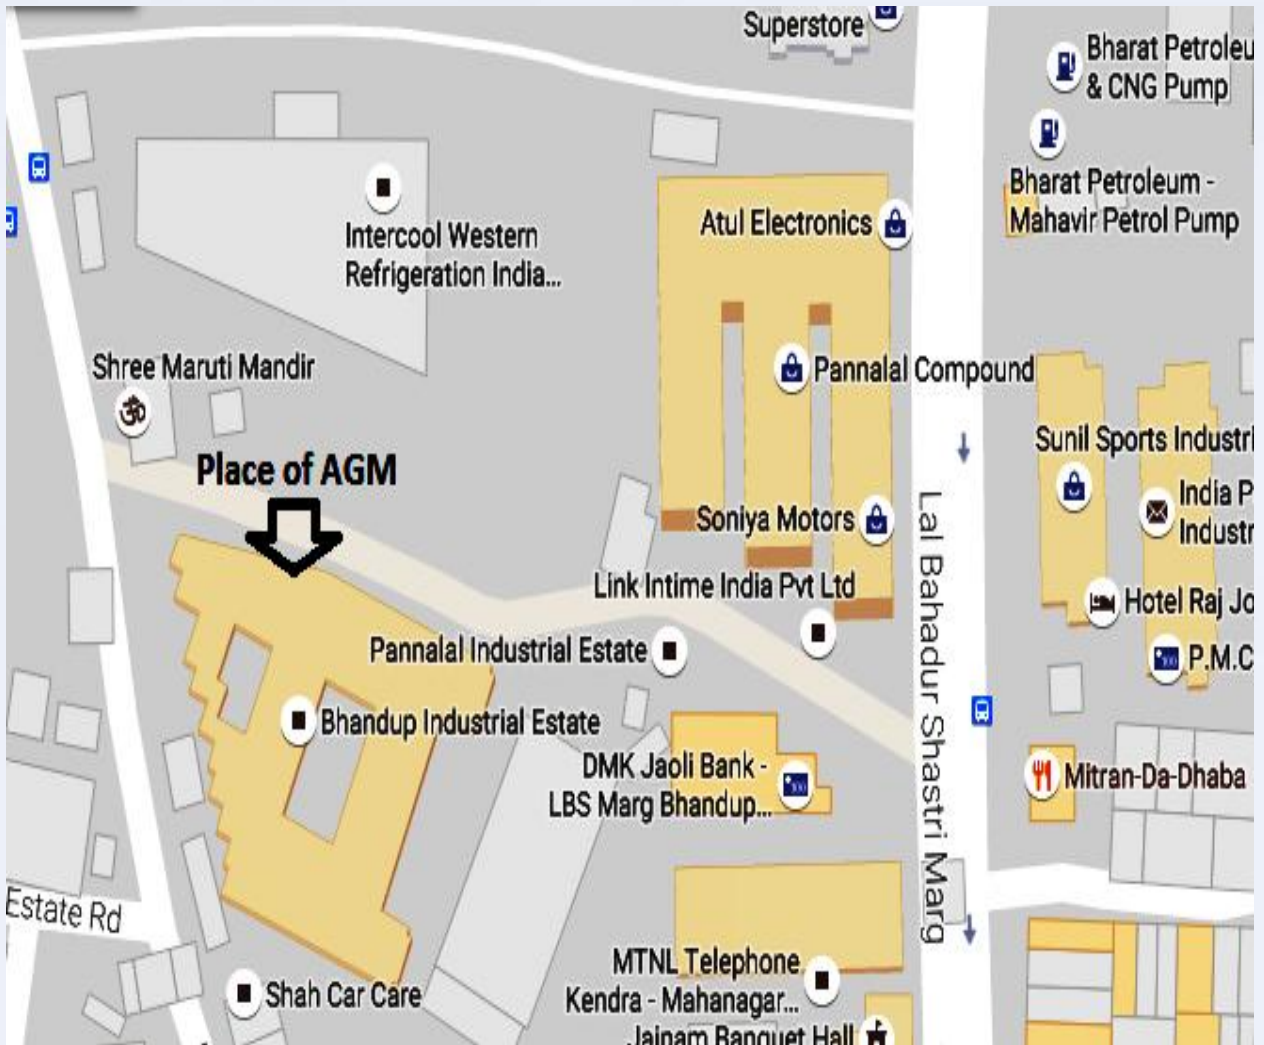 Superstore
Bharat Petroleu
& CNG Pump
Bharat Petroleum -
Mahavir Petrol Pump
Atul Electronics
Intercool Western
Refrigeration India...
Shree Maruti Mandir
ॐ
Pannalal Compound
Place of AGM
Sunil Sports Industri
India P
Industr
Soniya Motors
Link Intime India Pvt Ltd
Hotel Raj Jo
Pannalal Industrial Estate
P.M.C
Lal Bahadur Shastri Marg
Bhandup Industrial Estate
DMK Jaoli Bank -
LBS Marg Bhandup...
Mitran-Da-Dhaba
Estate Rd
MTNL Telephone
Kendra - Mahanagar...
Shah Car Care
Jainam Banquet Hall